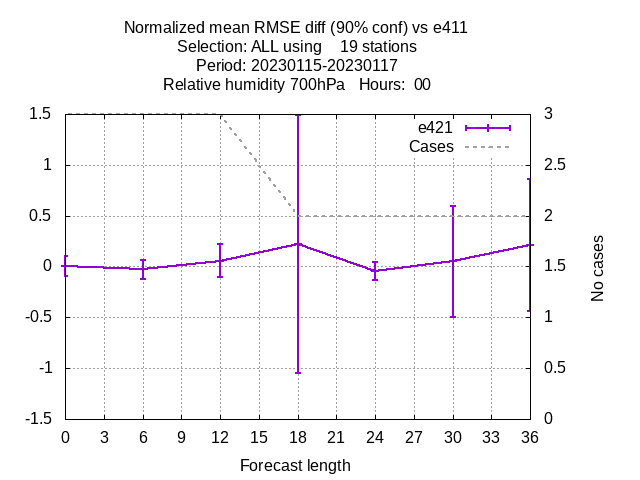 Normalized mean RMSE diff (90% conf) vs e411
Selection: ALL using    19 stations
Period: 20230115-20230117
Relative humidity 700hPa   Hours:  00
e421
Cases
1.5
1
0.5
0
-0.5
-1
-1.5
3
2.5
2
1.5
1
0.5
0
No cases
0 3 6 9 12 15 18 21 24 27 30 33 36
Forecast length